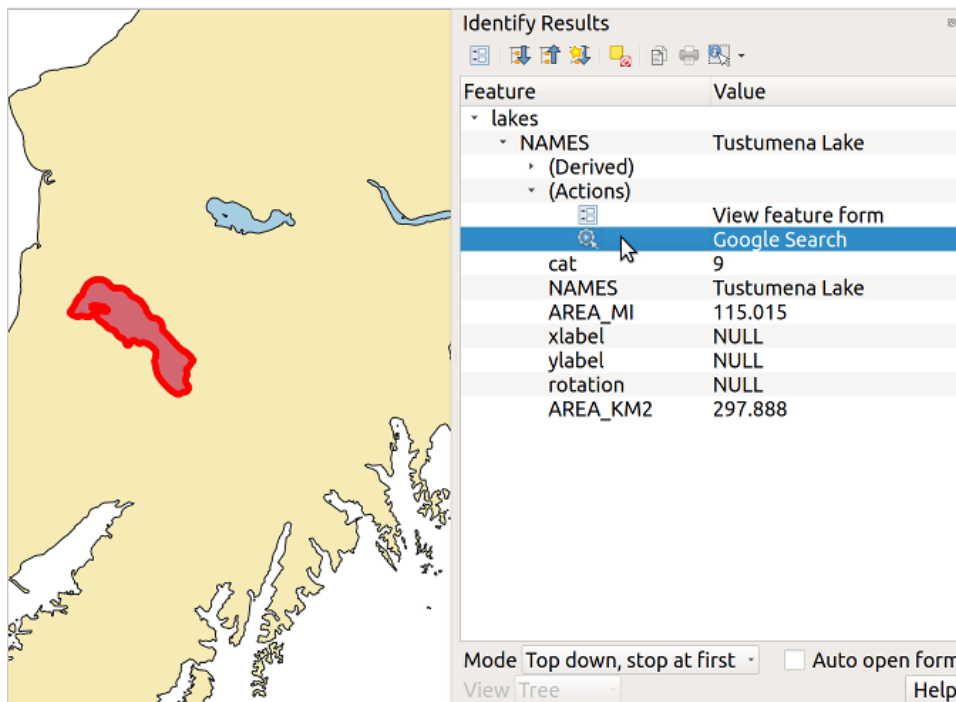 Identify Results
Feature Value
lakes
NAMES Tustumena Lake
(Derived)
(Actions)
View feature form
Google Search
cat 9
NAMES Tustumena Lake
AREA_MI 115.015
xlabel NULL
ylabel NULL
rotation NULL
AREA_KM2 297.888
Mode Top down, stop at first Auto open form
View Tree Help